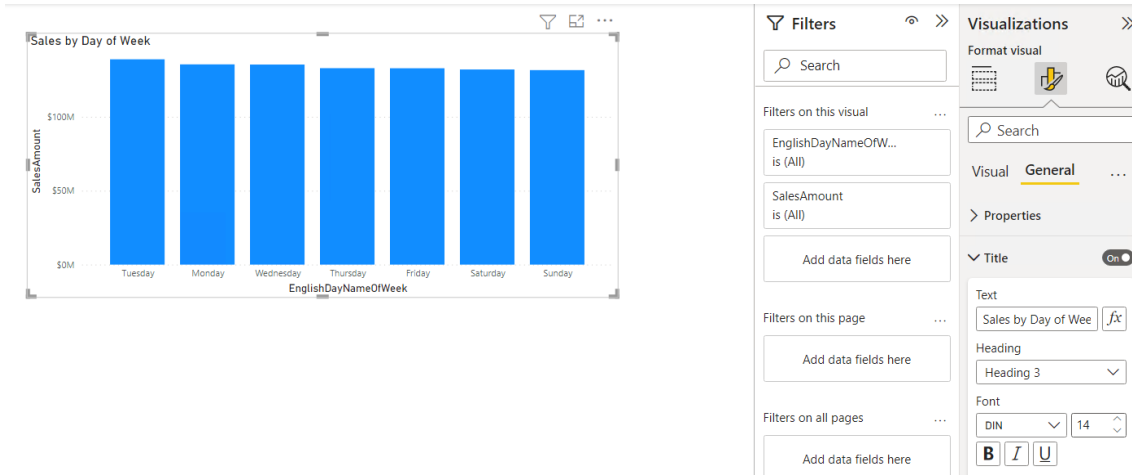 Sales by Day of Week
SalesAmount
$100M
$50M
$0M
Tuesday Monday Wednesday Thursday Friday Saturday Sunday
EnglishDayNameOfWeek
Filters
Search
Filters on this visual ...
EnglishDayNameOfW...
is (All)
SalesAmount
is (All)
Add data fields here
Filters on this page ...
Add data fields here
Filters on all pages ...
Add data fields here
Visualizations
Format visual
Search
Visual General ...
Properties
Title On
Text
Sales by Day of Wee fx
Heading
Heading 3
Font
DIN 14
B I U